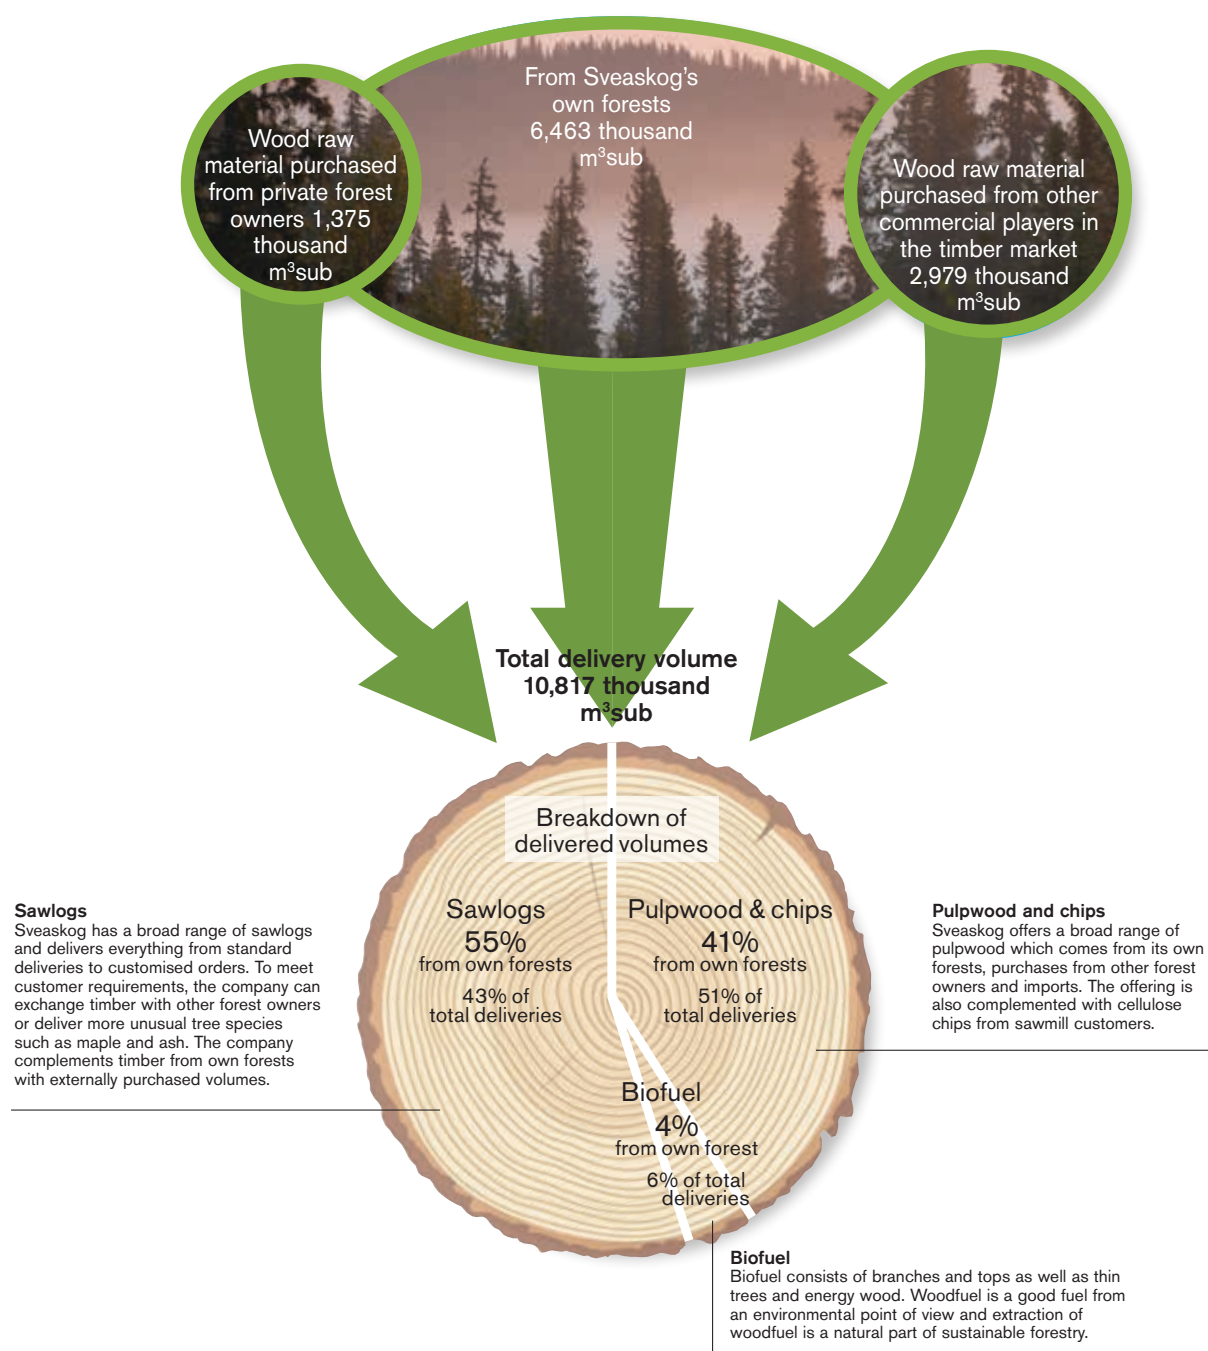 From Sveaskog's
own forests
6,463 thousand
m³sub
Wood raw
material purchased
from private forest
owners 1,375
thousand
m³sub
Wood raw material
purchased from other
commercial players in
the timber market
2,979 thousand
m³sub
Total delivery volume
10,817 thousand
m³sub
Breakdown of
delivered volumes
Sawlogs
55%
from own forests
43% of
total deliveries
Pulpwood & chips
41%
from own forests
51% of
total deliveries
Biofuel
4%
from own forest
6% of total
deliveries
Sawlogs
Sveaskog has a broad range of sawlogs
and delivers everything from standard
deliveries to customised orders. To meet
customer requirements, the company can
exchange timber with other forest owners
or deliver more unusual tree species
such as maple and ash. The company
complements timber from own forests
with externally purchased volumes.
Pulpwood and chips
Sveaskog offers a broad range of
pulpwood which comes from its own
forests, purchases from other forest
owners and imports. The offering is
also complemented with cellulose
chips from sawmill customers.
Biofuel
Biofuel consists of branches and tops as well as thin
trees and energy wood. Woodfuel is a good fuel from
an environmental point of view and extraction of
woodfuel is a natural part of sustainable forestry.